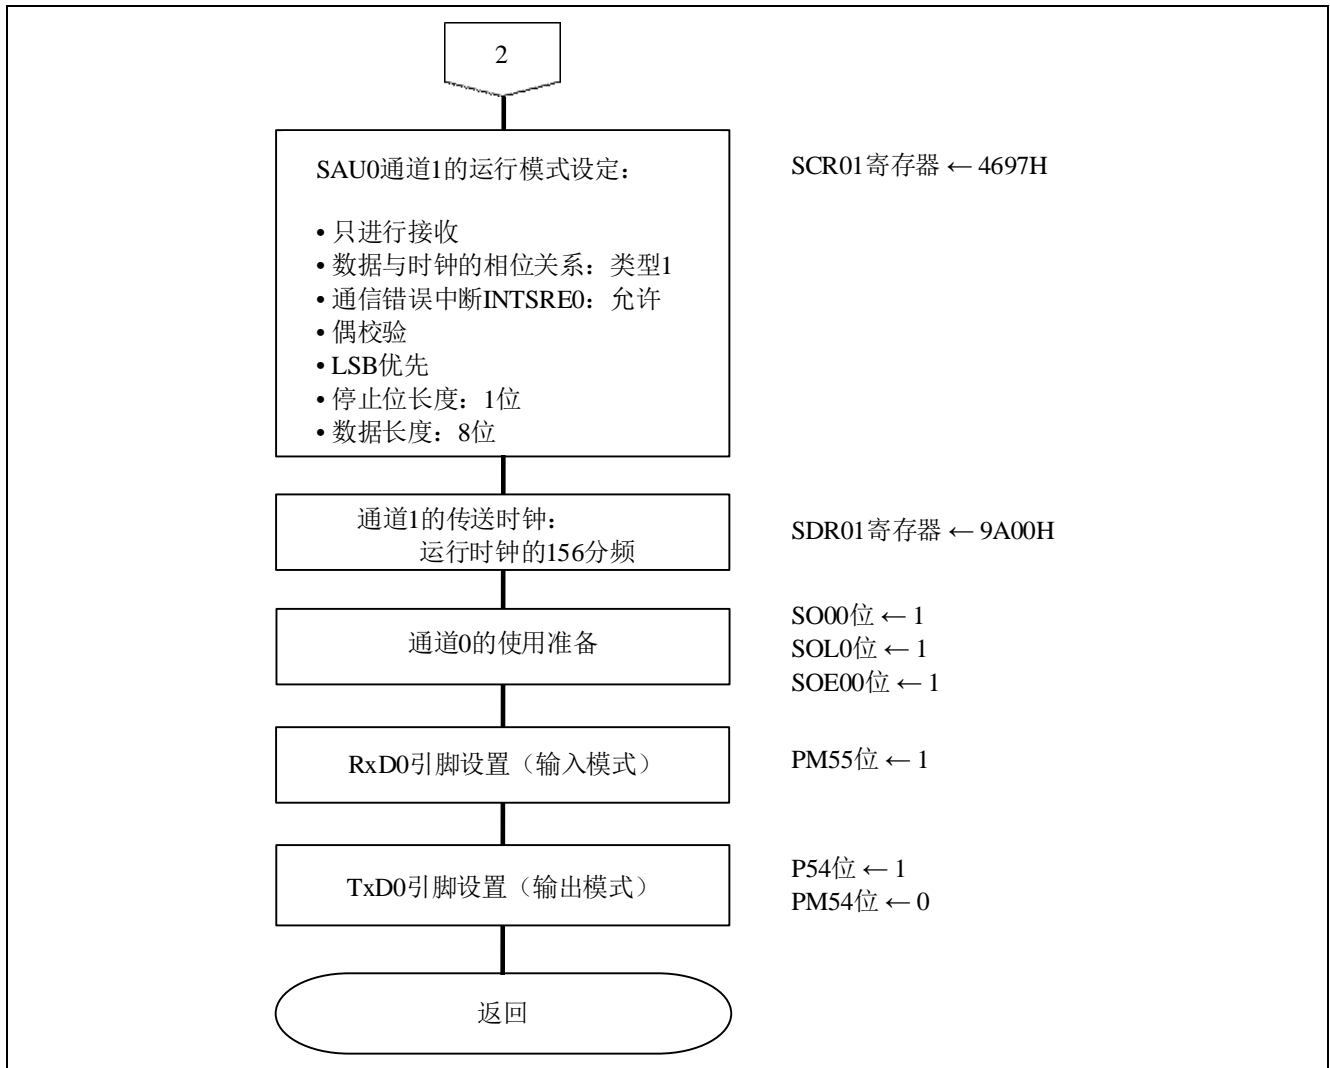 2
SAU0通道1的运行模式设定：
SCR01寄存器 ← 4697H
• 只进行接收
• 数据与时钟的相位关系：类型1
• 通信错误中断INTSRE0：允许
• 偶校验
• LSB优先
• 停止位长度：1位
• 数据长度：8位
通道1的传送时钟：
运行时钟的156分频
SDR01寄存器 ← 9A00H
通道0的使用准备
SO00位 ← 1
SOL0位 ← 1
SOE00位 ← 1
RxD0引脚设置（输入模式）
PM55位 ← 1
TxD0引脚设置（输出模式）
P54位 ← 1
PM54位 ← 0
返回